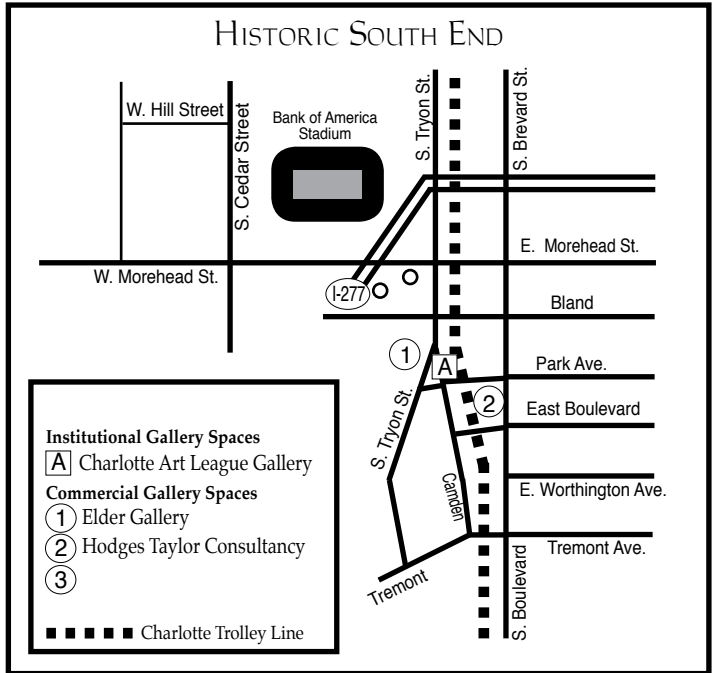 HISTORIC SOUTH END
W. Hill Street
S. Cedar Street
Bank of America
Stadium
S. Tryon St.
S. Brevard St.
E. Morehead St.
W. Morehead St.
I-277
Bland
1
A
Park Ave.
2
East Boulevard
S. Tryon St.
Camden
E. Worthington Ave.
Tremont Ave.
Tremont
S. Boulevard
Institutional Gallery Spaces
A Charlotte Art League Gallery
Commercial Gallery Spaces
1 Elder Gallery
2 Hodges Taylor Consultancy
3
Charlotte Trolley Line